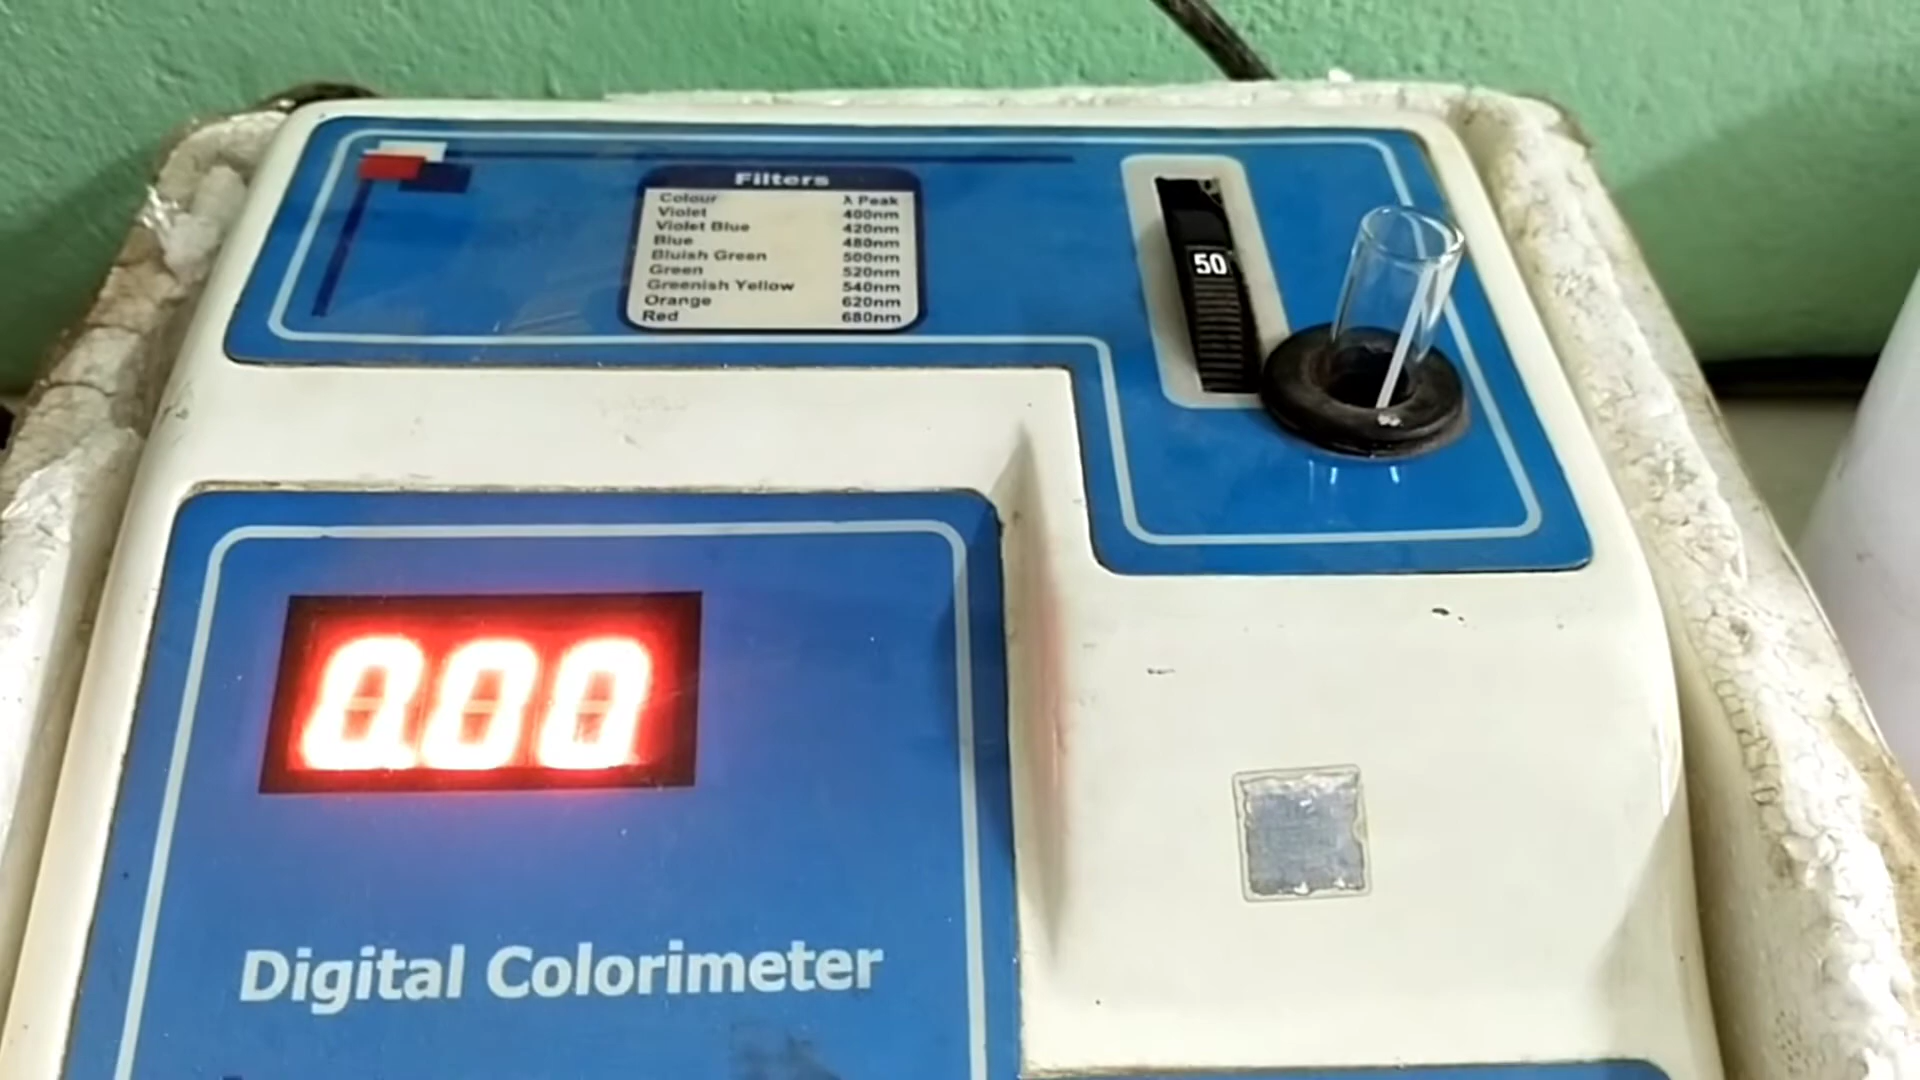 Filters
Colour λ Peak
Violet 400nm
Violet Blue 420nm
Blue 480nm
Bluish Green 500nm
Green 520nm
Greenish Yellow 540nm
Orange 620nm
Red 680nm
50
0.00
Digital Colorimeter